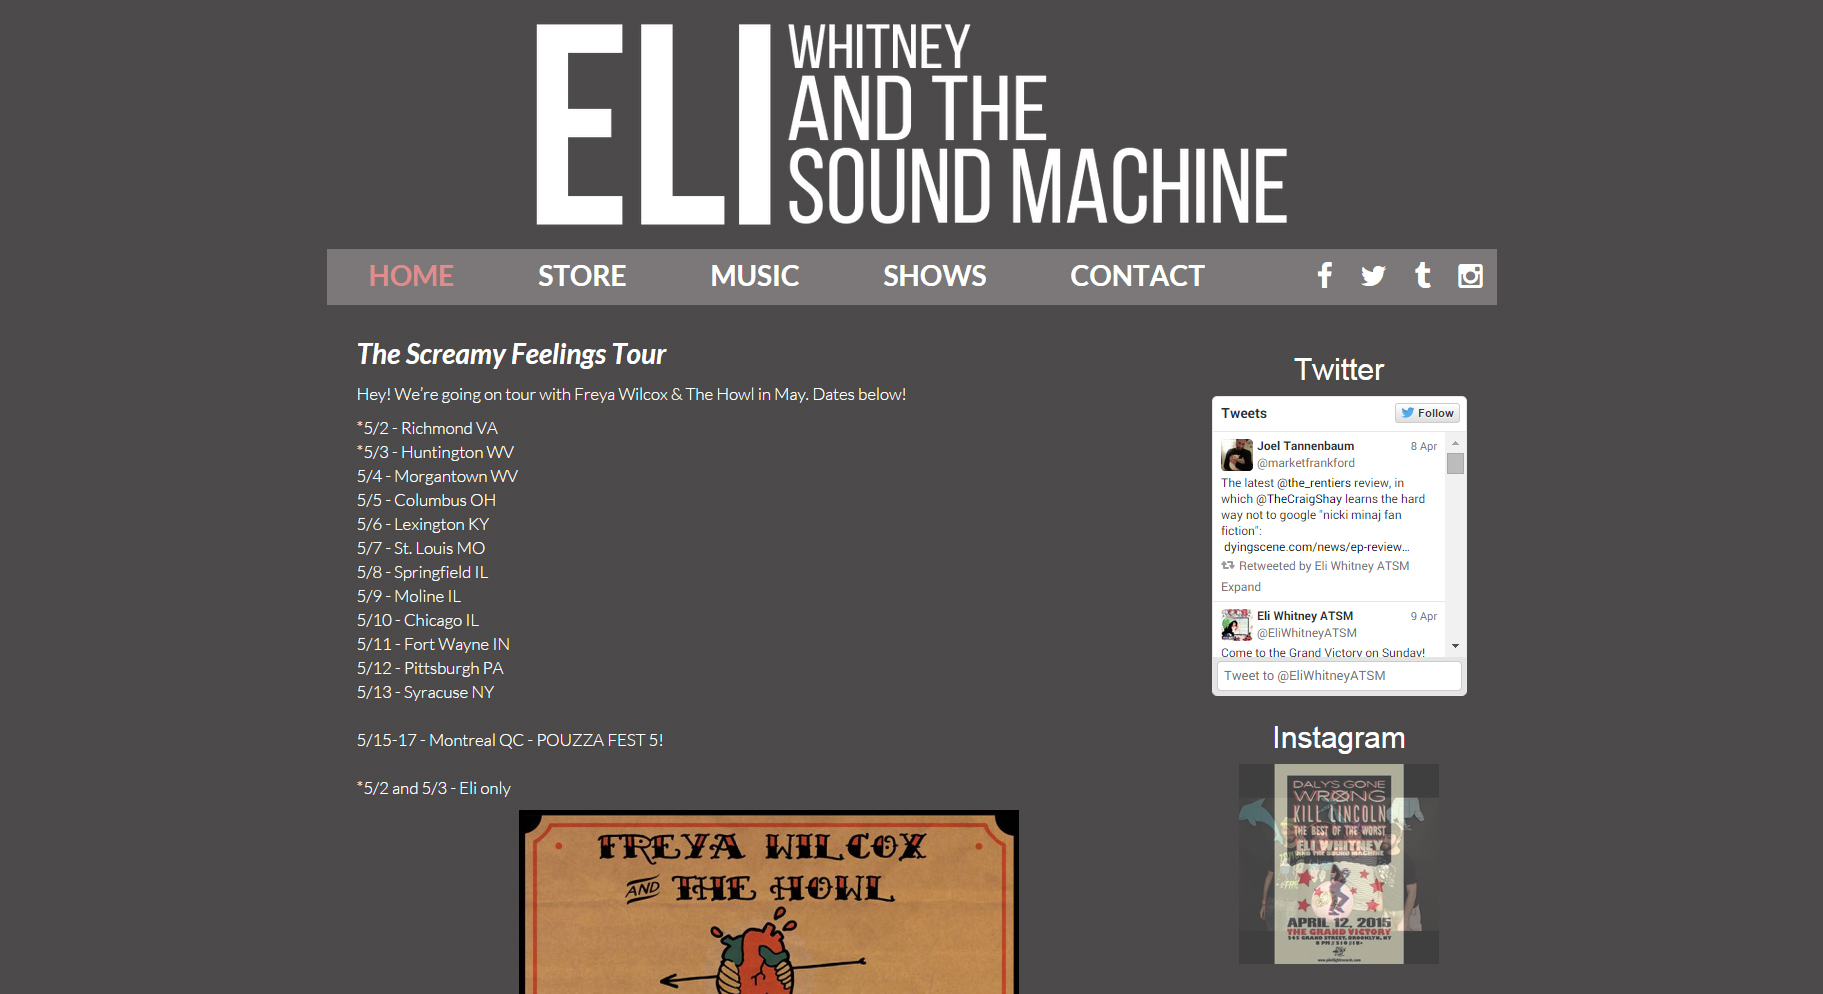 ELI WHITNEY
AND THE
SOUND MACHINE
HOME STORE MUSIC SHOWS CONTACT
The Screamy Feelings Tour
Hey! We're going on tour with Freya Wilcox & The Howl in May. Dates below!
*5/2 - Richmond VA
*5/3 - Huntington WV
5/4 - Morgantown WV
5/5 - Columbus OH
5/6 - Lexington KY
5/7 - St. Louis MO
5/8 - Springfield IL
5/9 - Moline IL
5/10 - Chicago IL
5/11 - Fort Wayne IN
5/12 - Pittsburgh PA
5/13 - Syracuse NY
5/15-17 - Montreal QC - POUZZA FEST 5!
*5/2 and 5/3 - Eli only
FREYA WILCOX
AND THE HOWL
Twitter
Tweets Follow
Joel Tannenbaum 8 Apr
@marketfrankford
The latest @the_rentiers review, in
which @TheCraigShay learns the hard
way not to google "nicki minaj fan
fiction":
dyingscene.com/news/ep-review…
Retweeted by Eli Whitney ATSM
Expand
Eli Whitney ATSM 9 Apr
@EliWhitneyATSM
Come to the Grand Victory on Sunday!
Tweet to @EliWhitneyATSM
Instagram
DALYS GONE
WRONG
KILL LINCOLN
THE BEST OF THE WORST
ELI WHITNEY
AND THE SOUND MACHINE
APRIL 12, 2015
THE GRAND VICTORY
245 GRAND STREET, BROOKLYN, NY